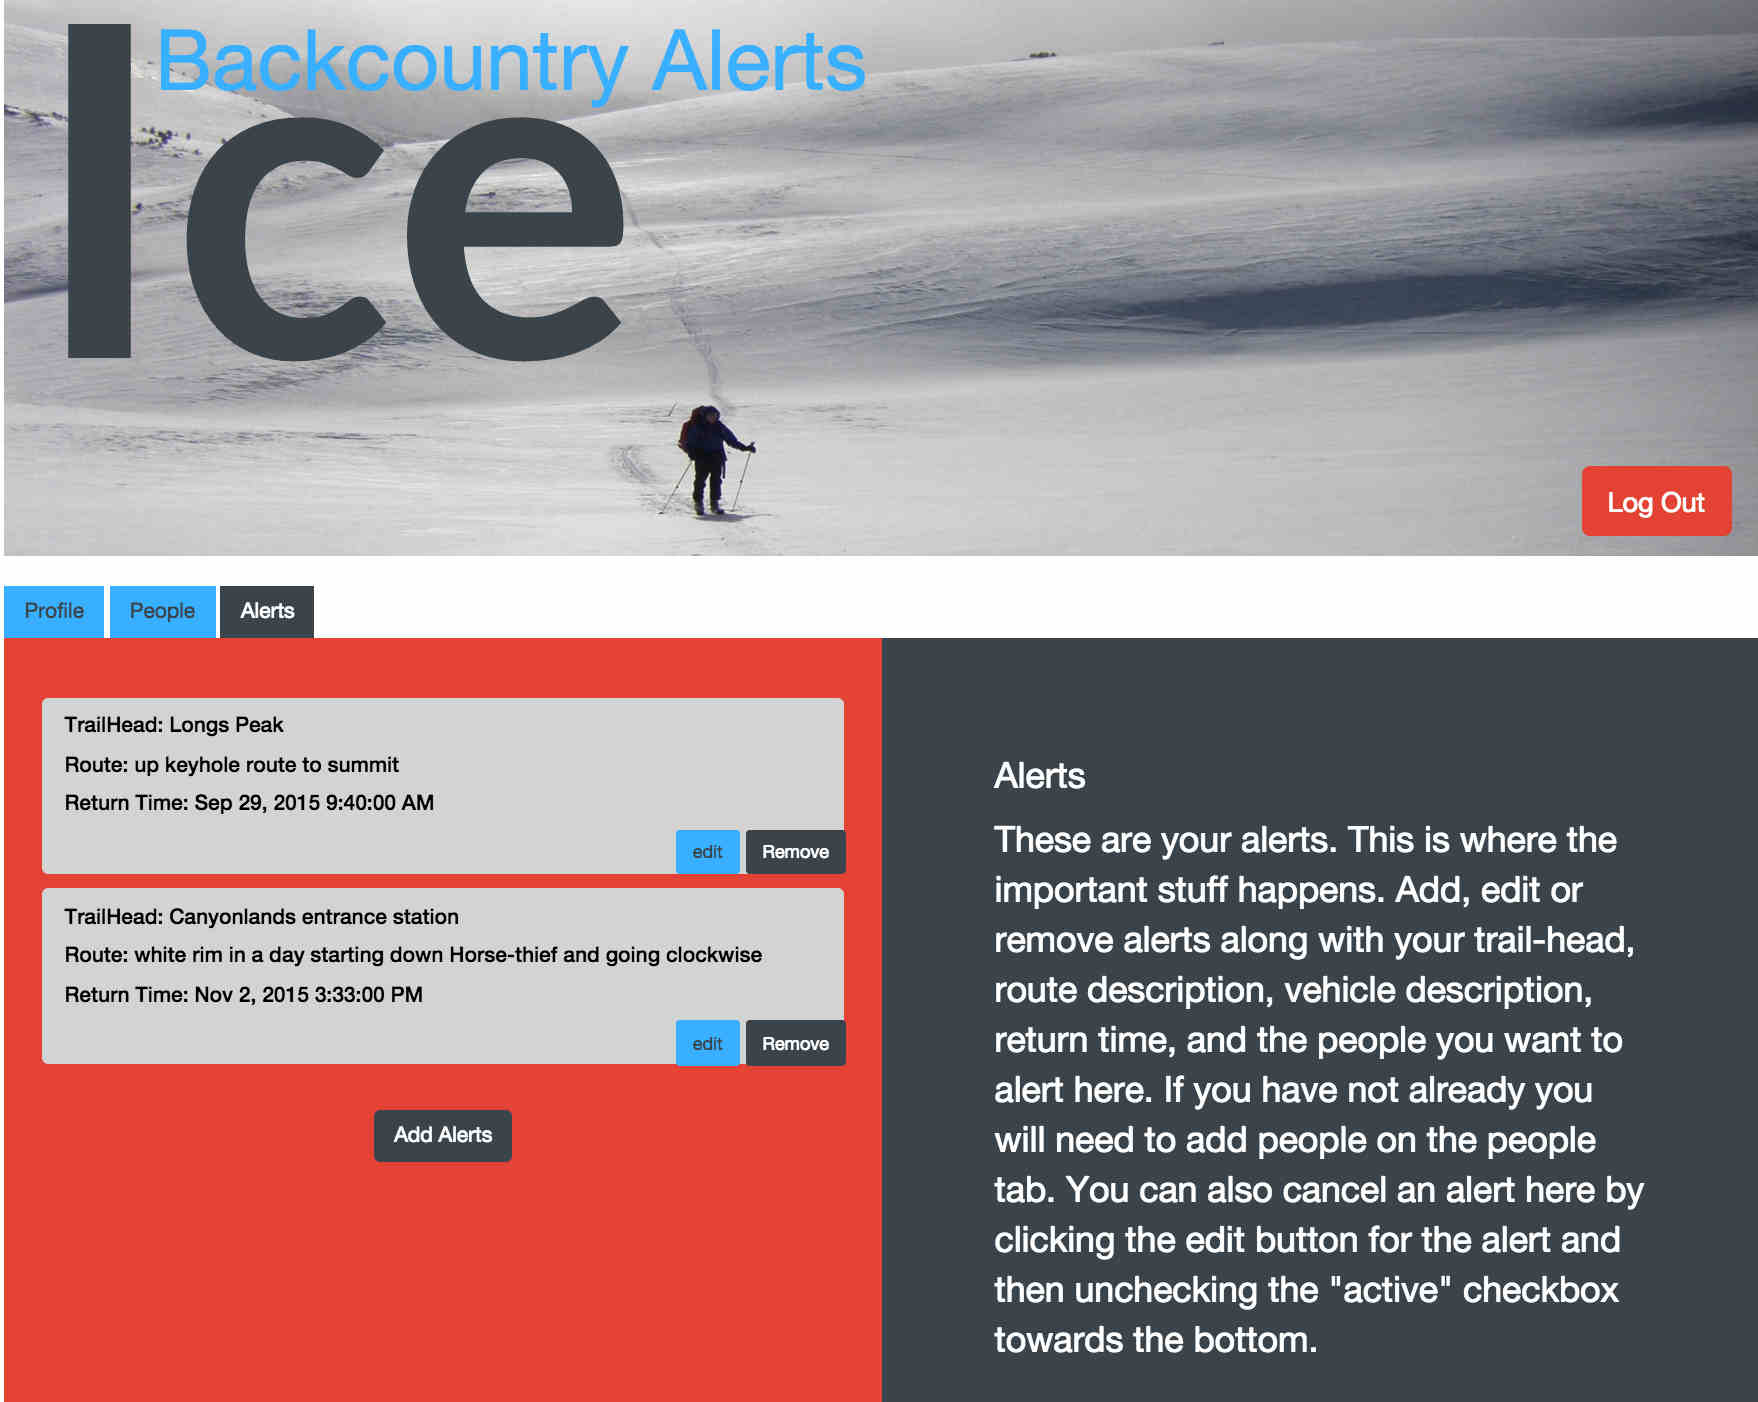 Backcountry Alerts
Ice
Log Out
Profile People Alerts
TrailHead: Longs Peak
Route: up keyhole route to summit
Return Time: Sep 29, 2015 9:40:00 AM
edit Remove
TrailHead: Canyonlands entrance station
Route: white rim in a day starting down Horse-thief and going clockwise
Return Time: Nov 2, 2015 3:33:00 PM
edit Remove
Add Alerts
Alerts
These are your alerts. This is where the
important stuff happens. Add, edit or
remove alerts along with your trail-head,
route description, vehicle description,
return time, and the people you want to
alert here. If you have not already you
will need to add people on the people
tab. You can also cancel an alert here by
clicking the edit button for the alert and
then unchecking the "active" checkbox
towards the bottom.